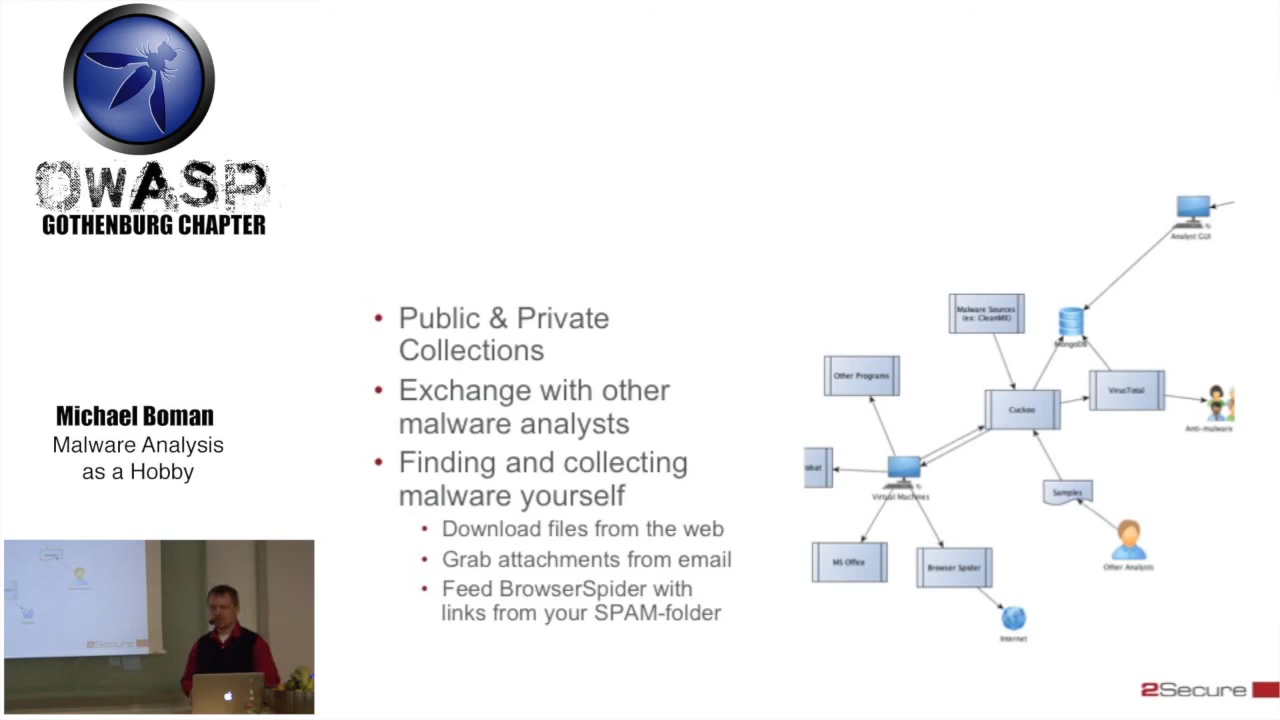 OWASP
GOTHENBURG CHAPTER
Michael Boman
Malware Analysis
as a Hobby
• Public & Private
Collections
• Exchange with other
malware analysts
• Finding and collecting
malware yourself
• Download files from the web
• Grab attachments from email
• Feed BrowserSpider with
links from your SPAM-folder
Analyst GUI
Malware Sources
(ex: CleanMX)
MongoDB
Other Programs
VirusTotal
Cuckoo
Anti-malware
obat
Virtual Machines
Samples
MS Office
Browser Spider
Other Analysts
Internet
2Secure
2Secure